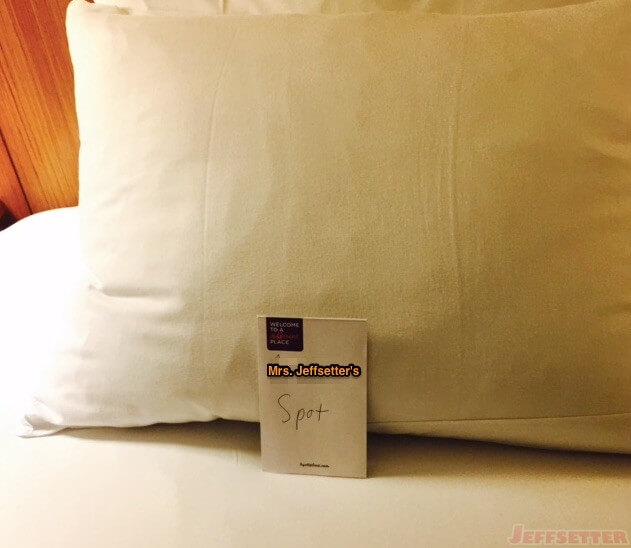 WELCOME
TO A
PLACE
Mrs. Jeffsetter's
Spot
JEFFSETTER